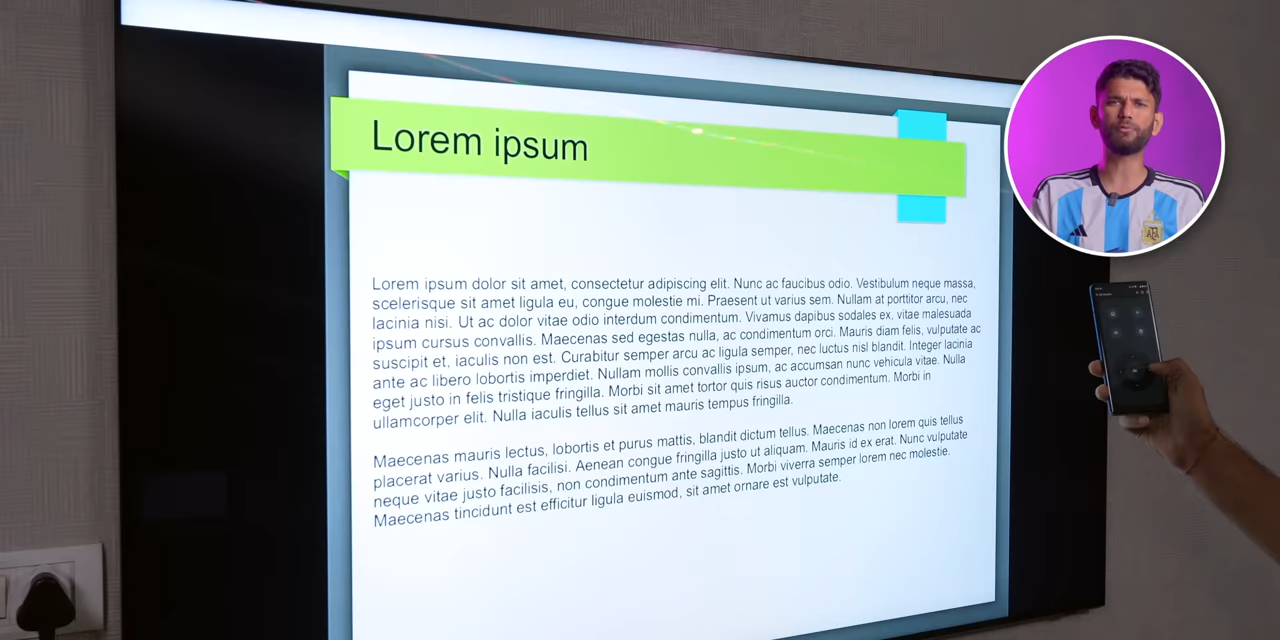 Lorem ipsum
Lorem ipsum dolor sit amet, consectetur adipiscing elit. Nunc ac faucibus odio. Vestibulum neque massa,
scelerisque sit amet ligula eu, congue molestie mi. Praesent ut varius sem. Nullam at porttitor arcu, nec
lacinia nisi. Ut ac dolor vitae odio interdum condimentum. Vivamus dapibus sodales ex, vitae malesuada
ipsum cursus convallis. Maecenas sed egestas nulla, ac condimentum orci. Mauris diam felis, vulputate ac
suscipit et, iaculis non est. Curabitur semper arcu ac ligula semper, nec luctus nisl blandit. Integer lacinia
ante ac libero lobortis imperdiet. Nullam mollis convallis ipsum, ac accumsan nunc vehicula vitae. Nulla
eget justo in felis tristique fringilla. Morbi sit amet tortor quis risus auctor condimentum. Morbi in
ullamcorper elit. Nulla iaculis tellus sit amet mauris tempus fringilla.
Maecenas mauris lectus, lobortis et purus mattis, blandit dictum tellus. Maecenas non lorem quis tellus
placerat varius. Nulla facilisi. Aenean congue fringilla justo ut aliquam. Mauris id ex erat. Nunc vulputate
neque vitae justo facilisis, non condimentum ante sagittis. Morbi viverra semper lorem nec molestie.
Maecenas tincidunt est efficitur ligula euismod, sit amet ornare est vulputate.
AFA